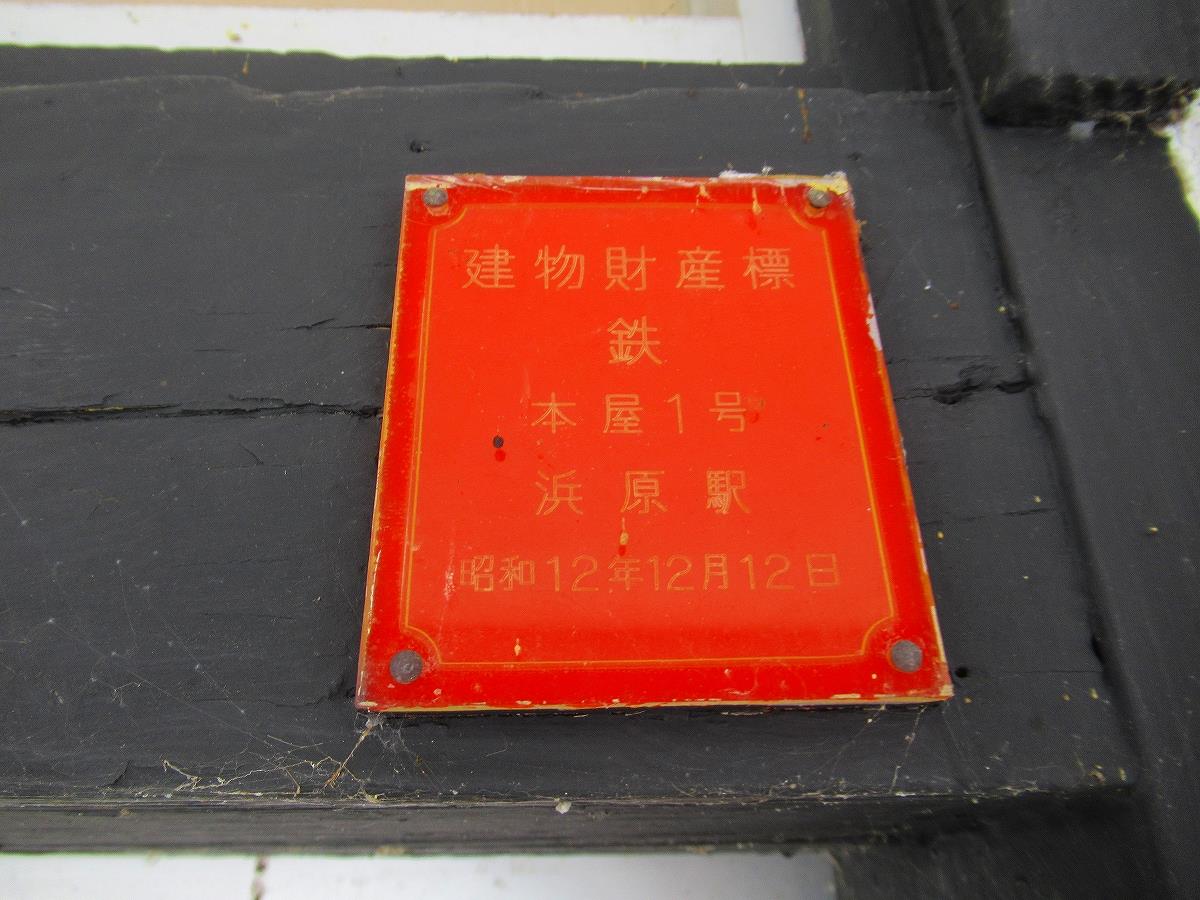 建物財産標
鉄
本屋1号
浜原駅
昭和12年12月12日